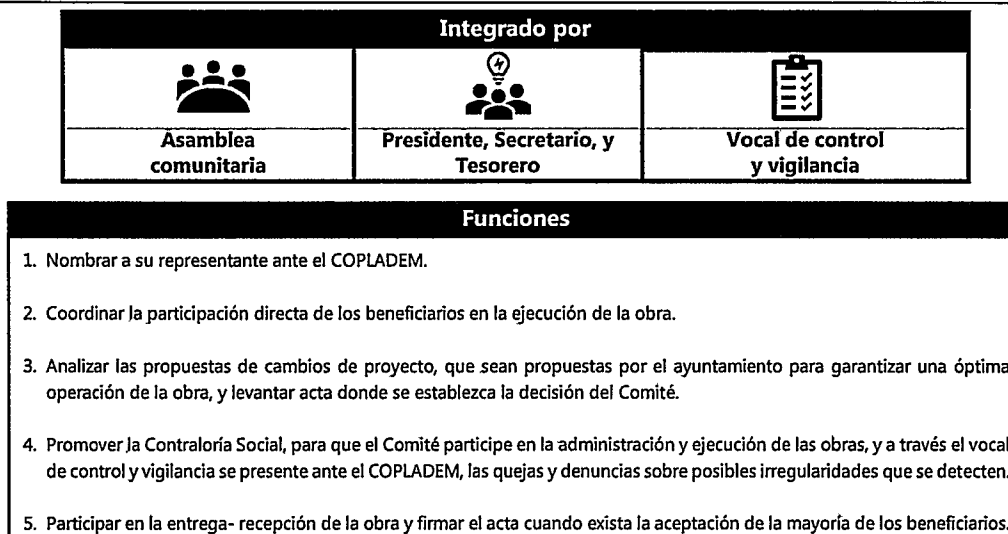 Integrado por
Asamblea
comunitaria
Presidente, Secretario, y
Tesorero
Vocal de control
y vigilancia
Funciones
1. Nombrar a su representante ante el COPLADEM.
2. Coordinar la participación directa de los beneficiarios en la ejecución de la obra.
3. Analizar las propuestas de cambios de proyecto, que sean propuestas por el ayuntamiento para garantizar una óptima
operación de la obra, y levantar acta donde se establezca la decisión del Comité.
4. Promover la Contraloría Social, para que el Comité participe en la administración y ejecución de las obras, y a través el vocal
de control y vigilancia se presente ante el COPLADEM, las quejas y denuncias sobre posibles irregularidades que se detecten.
5. Participar en la entrega- recepción de la obra y firmar el acta cuando exista la aceptación de la mayoría de los beneficiarios.